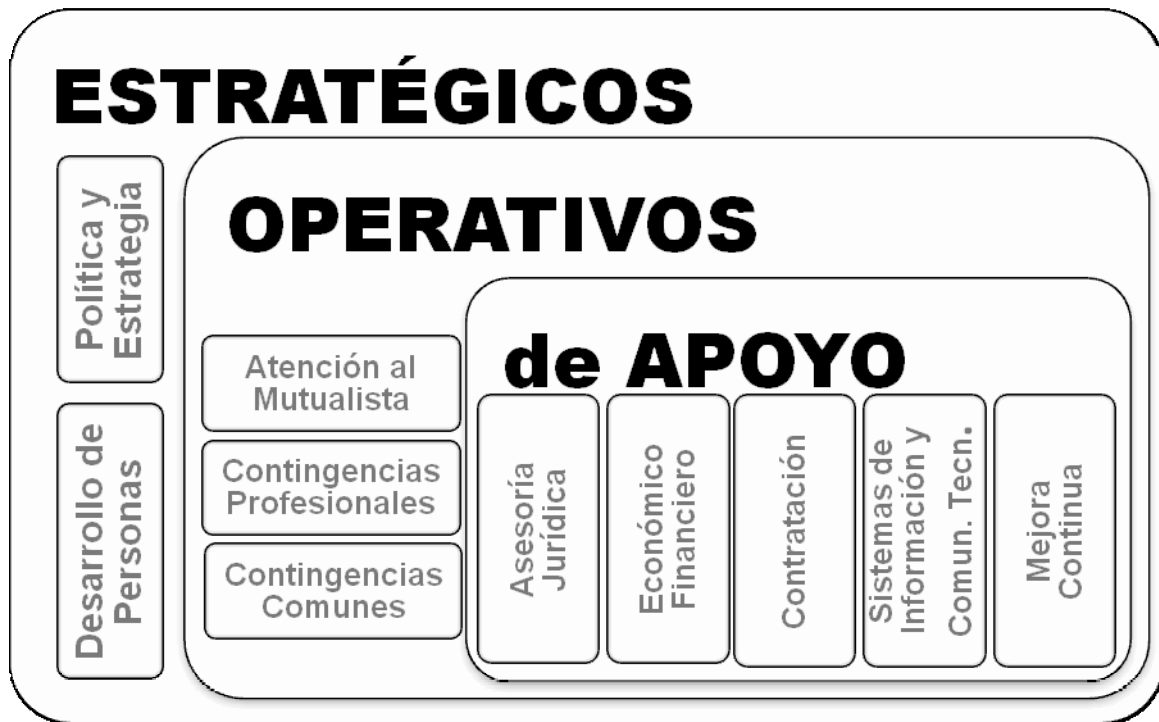 ESTRATÉGICOS
Política y
Estrategia
Desarrollo de
Personas
OPERATIVOS
Atención al
Mutualista
Contingencias
Profesionales
Contingencias
Comunes
de APOYO
Asesoría
Jurídica
Económico
Financiero
Contratación
Sistemas de
Información y
Comun. Tecn.
Mejora
Continua